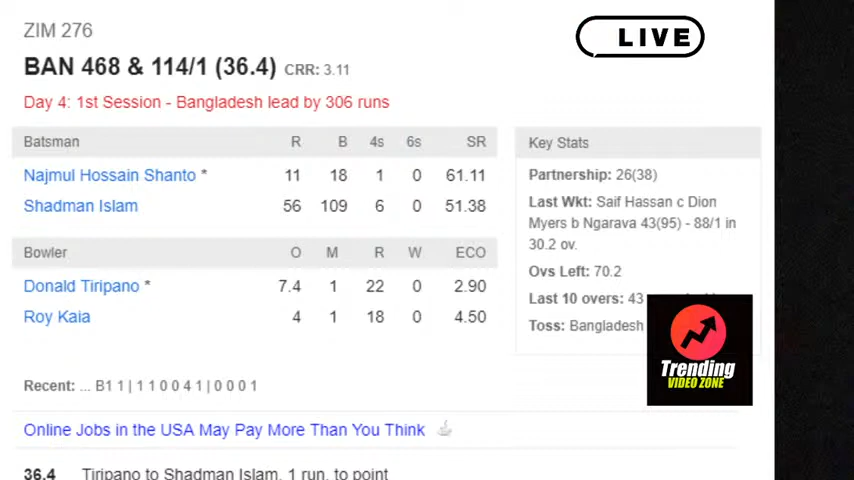 ZIM 276
LIVE
BAN 468 & 114/1 (36.4) CRR: 3.11
Day 4: 1st Session - Bangladesh lead by 306 runs
Batsman R B 4s 6s SR
Najmul Hossain Shanto * 11 18 1 0 61.11
Shadman Islam 56 109 6 0 51.38
Bowler O M R W ECO
Donald Tiripano * 7.4 1 22 0 2.90
Roy Kaia 4 1 18 0 4.50
Key Stats
Partnership: 26(38)
Last Wkt: Saif Hassan c Dion
Myers b Ngarava 43(95) - 88/1 in
30.2 ov.
Ovs Left: 70.2
Last 10 overs: 43
Toss: Bangladesh
Trending
VIDEO ZONE
Recent: ... B1 1 | 1 1 0 0 4 1 | 0 0 0 1
Online Jobs in the USA May Pay More Than You Think
36.4 Tiripano to Shadman Islam, 1 run, to point